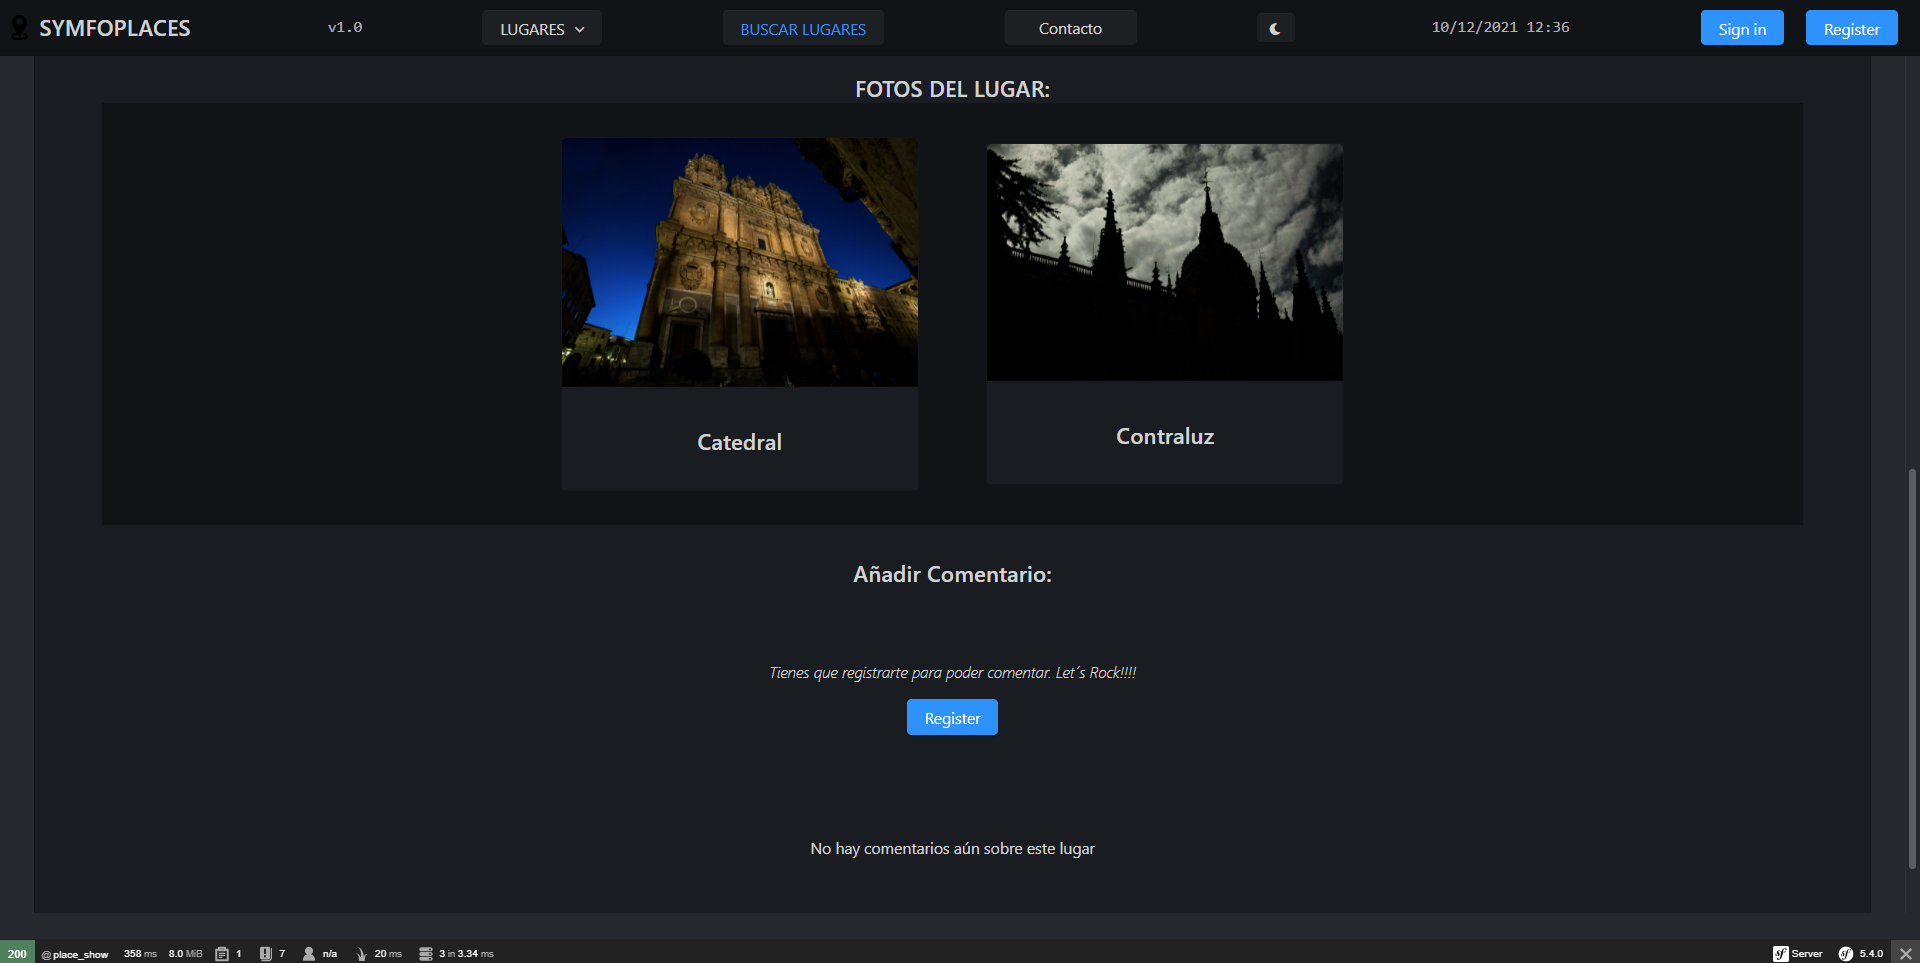 SYMFOPLACES
v1.0
LUGARES
BUSCAR LUGARES
Contacto
10/12/2021 12:36
Sign in
Register
FOTOS DEL LUGAR:
Catedral
Contraluz
Añadir Comentario:
Tienes que registrarte para poder comentar. Let´s Rock!!!!
Register
No hay comentarios aún sobre este lugar
200 @place_show 358 ms 8.0 MiB 1 7 n/a 20 ms 3 in 3.34 ms sf Server sf 5.4.0